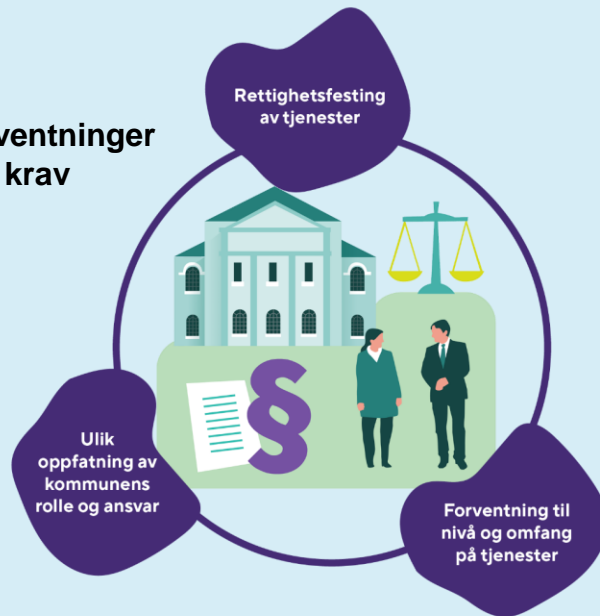 Rettighetsfesting
av tjenester
ventninger
krav
§
Ulik
oppfatning av
kommunens
rolle og ansvar
Forventning til
nivå og omfang
på tjenester